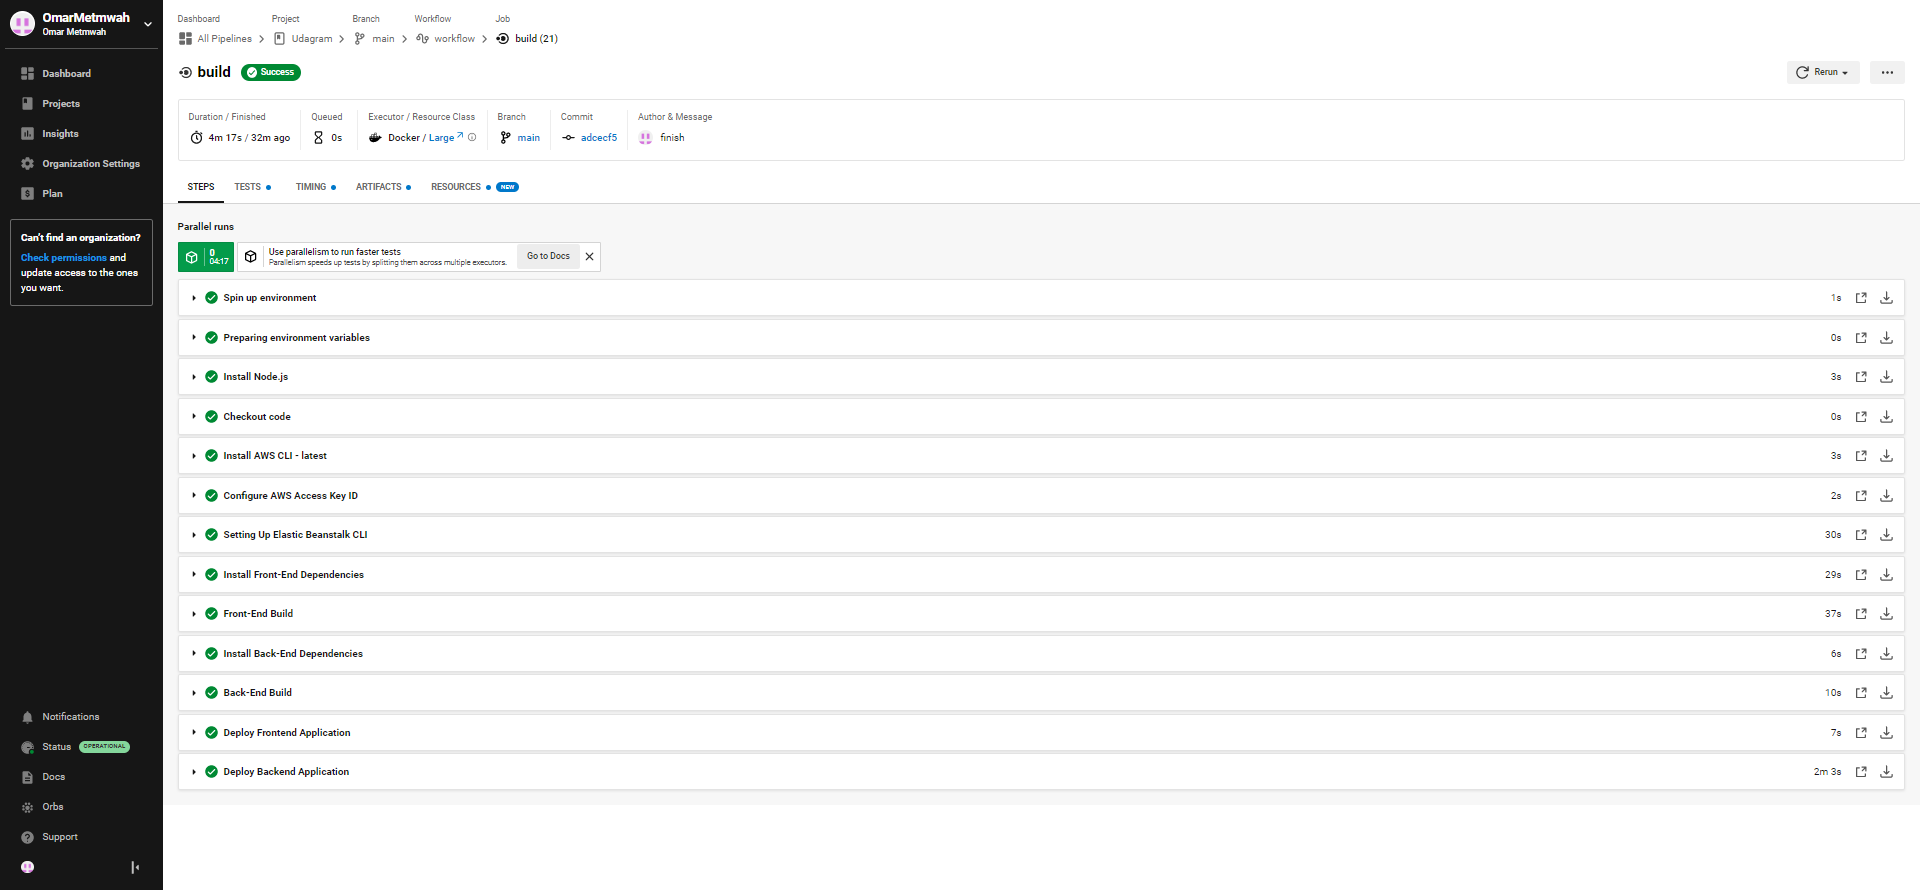 OmarMetmwah
Omar Metmwah
Dashboard
Projects
Insights
Organization Settings
Plan
Can't find an organization?
Check permissions and
update access to the ones
you want.
Notifications
Status OPERATIONAL
Docs
Orbs
Support
Dashboard Project Branch Workflow Job
All Pipelines Udagram main workflow build (21)
build Success
Rerun
Duration / Finished Queued Executor / Resource Class Branch Commit Author & Message
4m 17s / 32m ago 0s Docker / Large main adcecf5 finish
STEPS TESTS TIMING ARTIFACTS RESOURCES NEW
Parallel runs
0
04:17
Use parallelism to run faster tests
Parallelism speeds up tests by splitting them across multiple executors.
Go to Docs
Spin up environment 1s
Preparing environment variables 0s
Install Node.js 3s
Checkout code 0s
Install AWS CLI - latest 3s
Configure AWS Access Key ID 2s
Setting Up Elastic Beanstalk CLI 30s
Install Front-End Dependencies 29s
Front-End Build 37s
Install Back-End Dependencies 6s
Back-End Build 10s
Deploy Frontend Application 7s
Deploy Backend Application 2m 3s